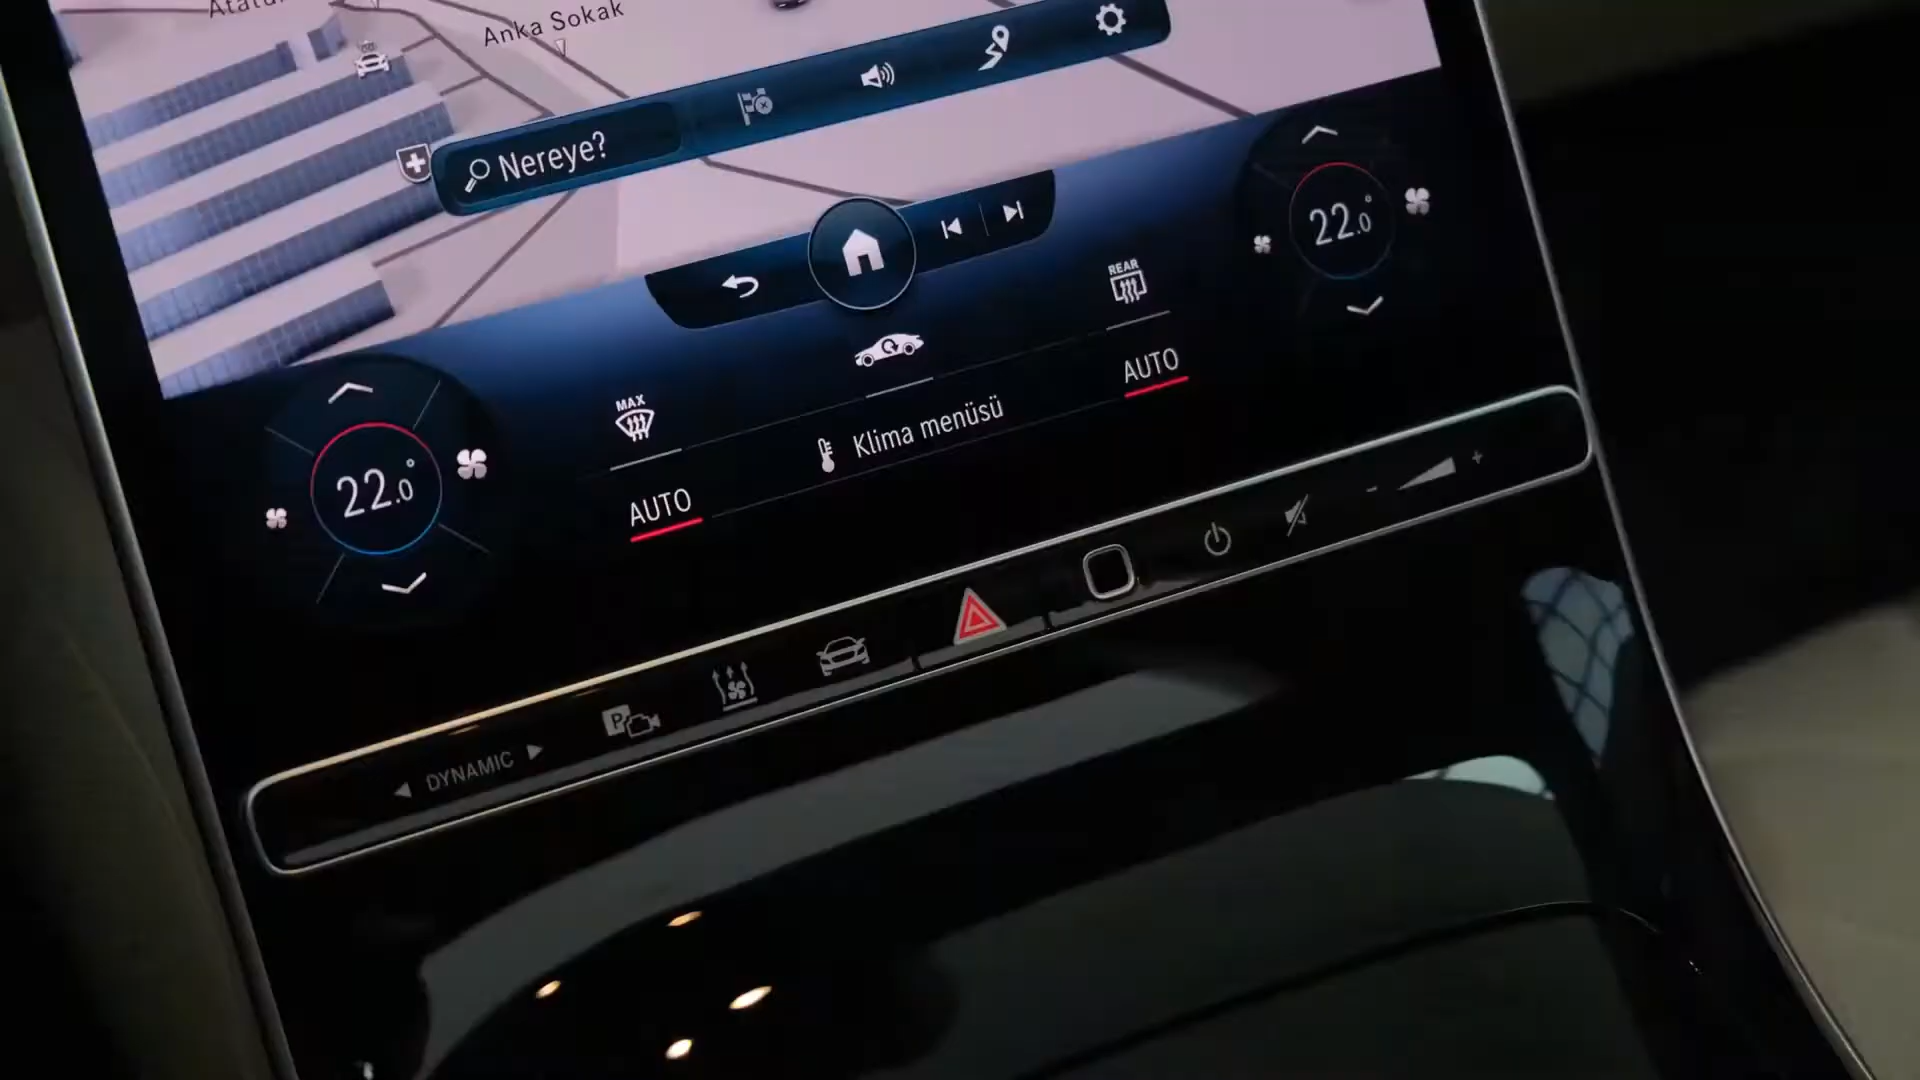 Anka Sokak
Nereye?
22.0°
REAR
AUTO
MAX
Klima menüsü
22.0°
AUTO
- +
P
DYNAMIC